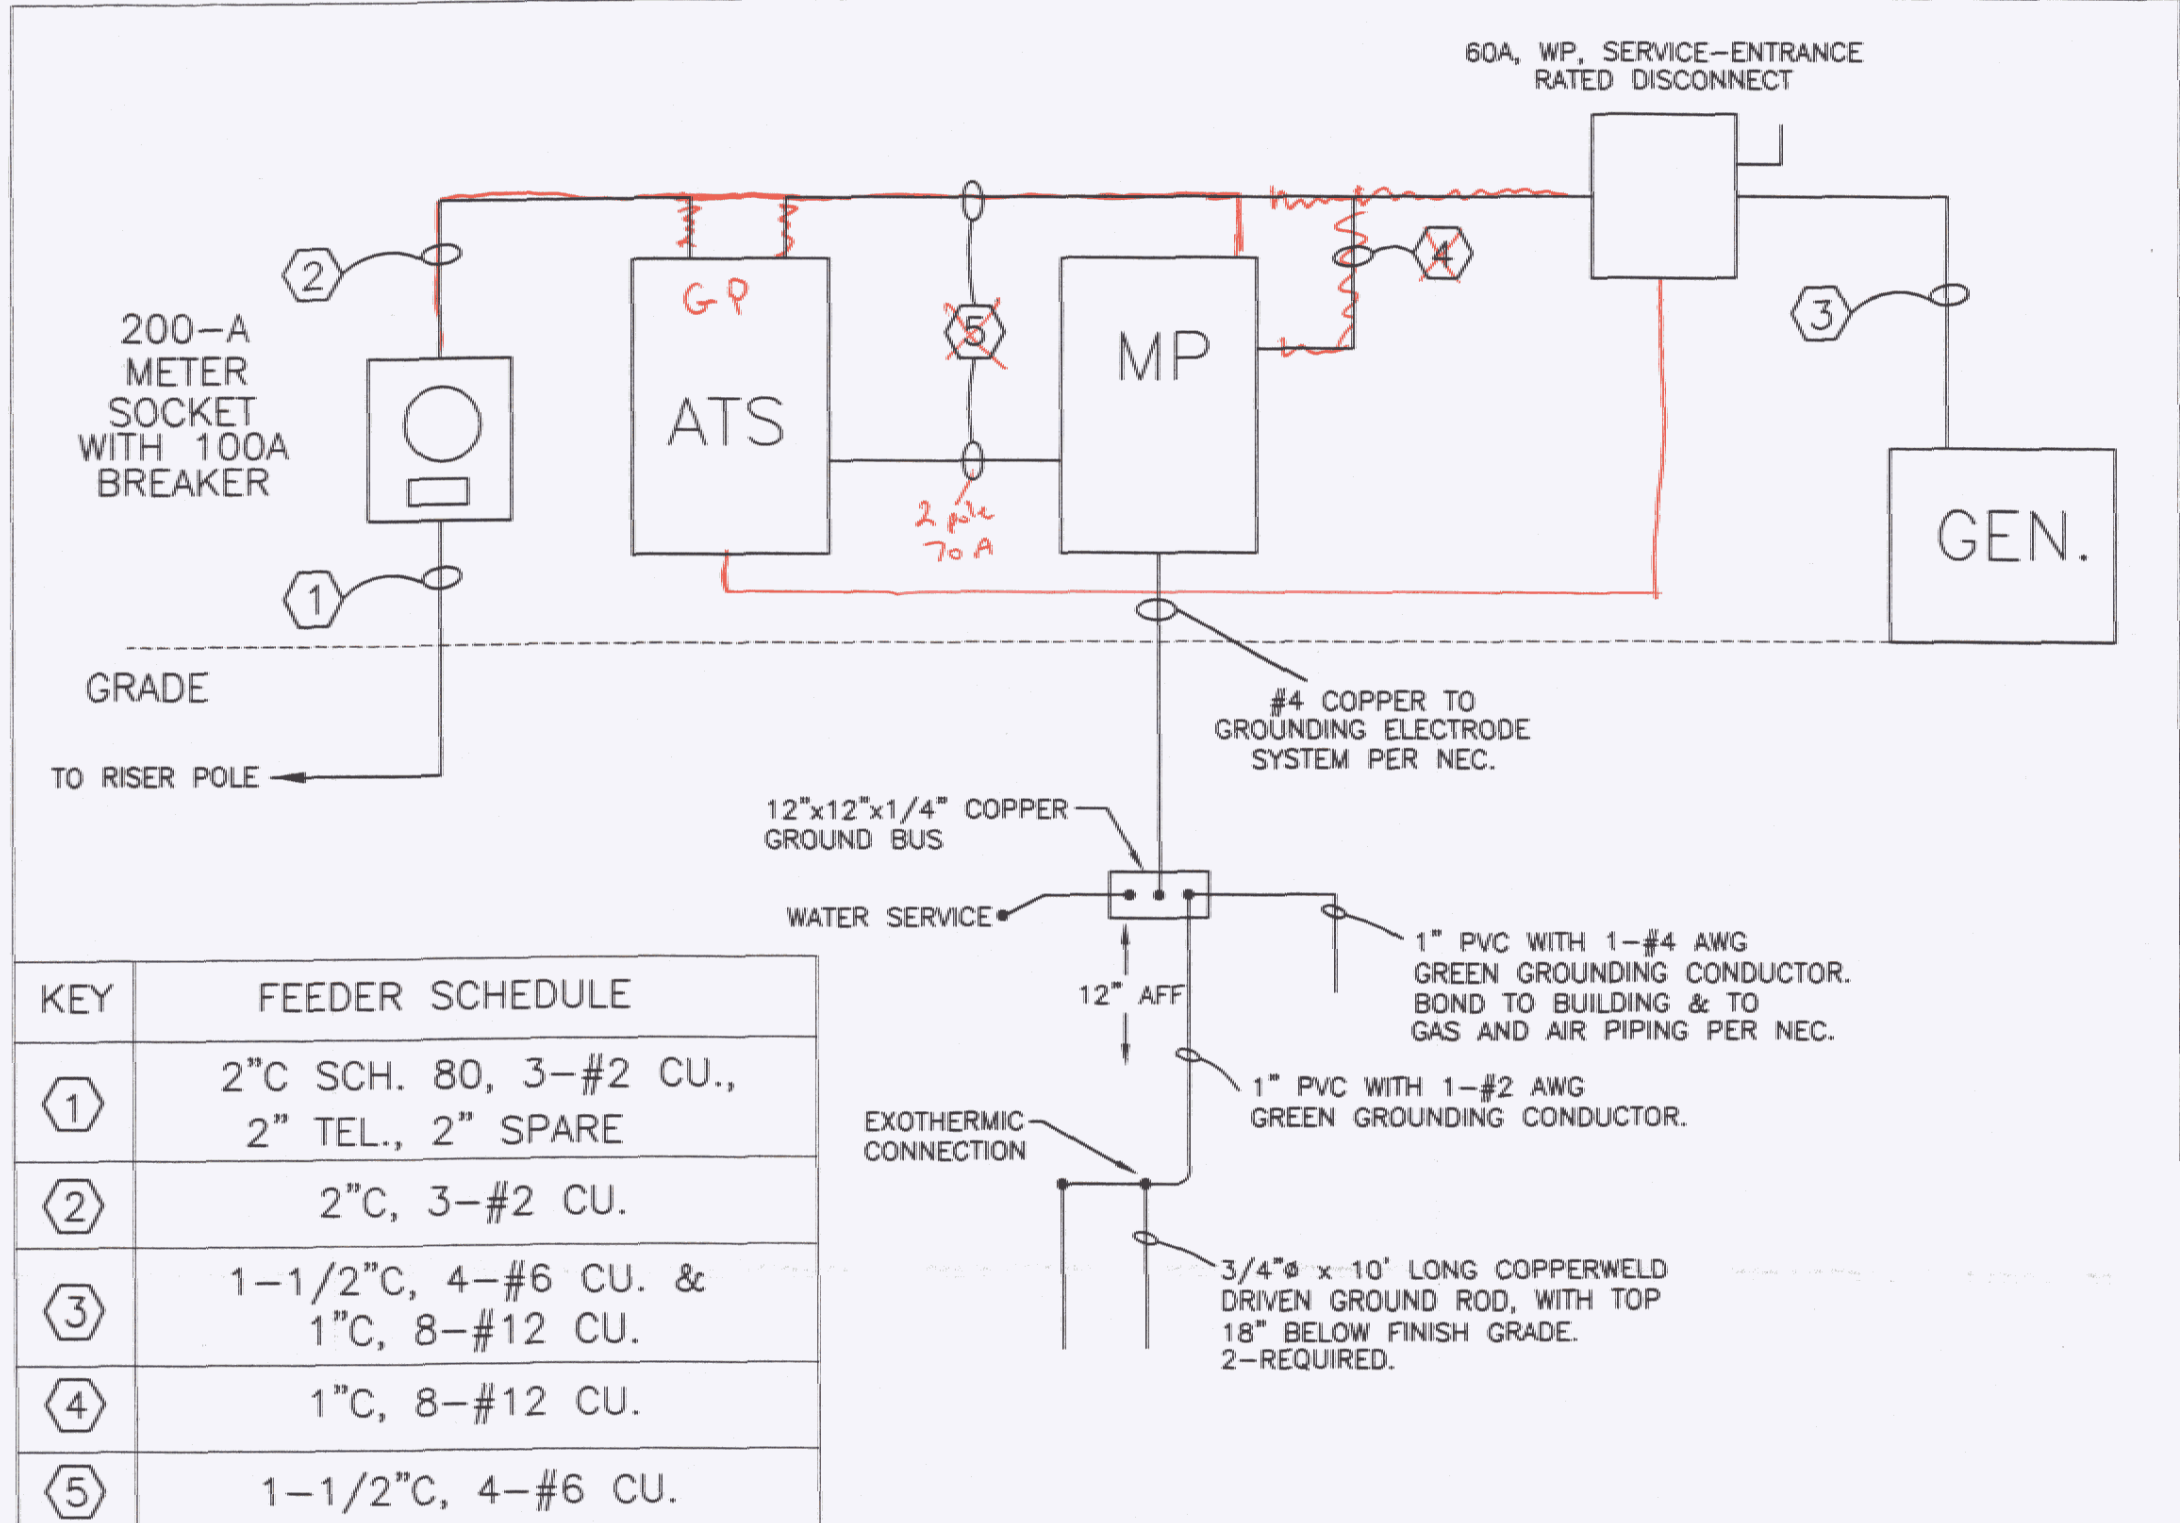 60A, WP, SERVICE-ENTRANCE
RATED DISCONNECT
2
4
3
GP
5
MP
ATS
200-A
METER
SOCKET
WITH 100A
BREAKER
2 pole
70 A
GEN.
1
GRADE
TO RISER POLE
#4 COPPER TO
GROUNDING ELECTRODE
SYSTEM PER NEC.
12"x12"x1/4" COPPER
GROUND BUS
WATER SERVICE
12" AFF
1" PVC WITH 1-#4 AWG
GREEN GROUNDING CONDUCTOR.
BOND TO BUILDING & TO
GAS AND AIR PIPING PER NEC.
1" PVC WITH 1-#2 AWG
GREEN GROUNDING CONDUCTOR.
EXOTHERMIC
CONNECTION
3/4"ø x 10' LONG COPPERWELD
DRIVEN GROUND ROD, WITH TOP
18" BELOW FINISH GRADE.
2-REQUIRED.
KEY FEEDER SCHEDULE
1 2"C SCH. 80, 3-#2 CU.,
2" TEL., 2" SPARE
2 2"C, 3-#2 CU.
3 1-1/2"C, 4-#6 CU. &
1"C, 8-#12 CU.
4 1"C, 8-#12 CU.
5 1-1/2"C, 4-#6 CU.